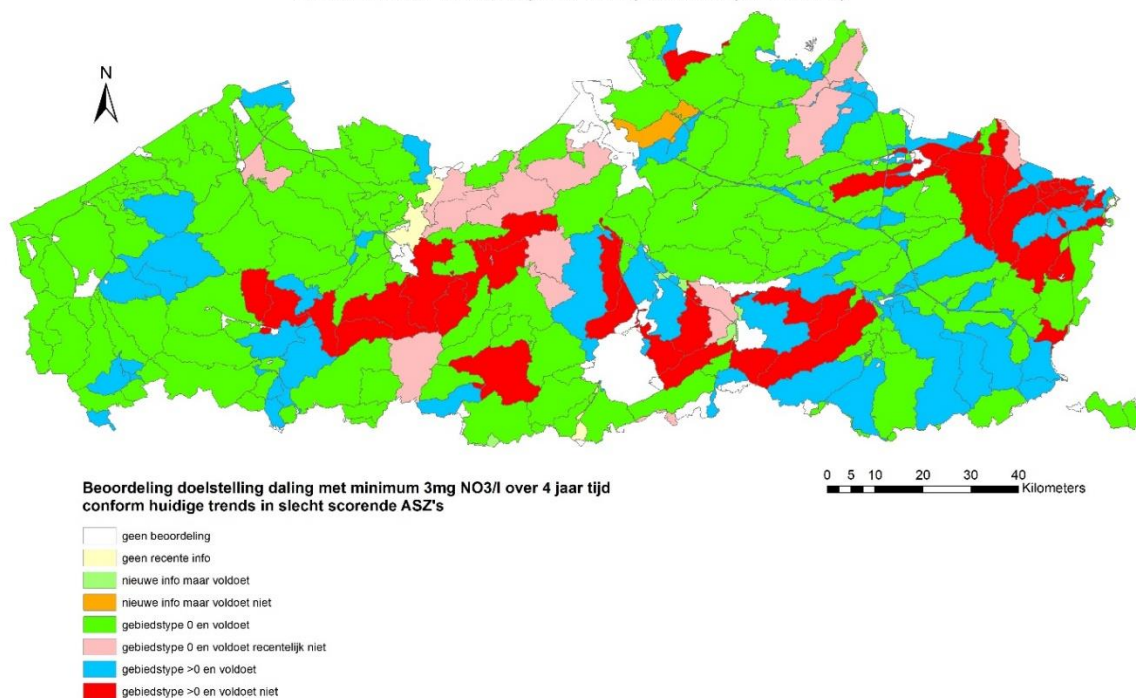 N
0 5 10 20 30 40
Kilometers
Beoordeling doelstelling daling met minimum 3mg NO3/l over 4 jaar tijd
conform huidige trends in slecht scorende ASZ's
geen beoordeling
geen recente info
nieuwe info maar voldoet
nieuwe info maar voldoet niet
gebiedstype 0 en voldoet
gebiedstype 0 en voldoet recentelijk niet
gebiedstype >0 en voldoet
gebiedstype >0 en voldoet niet